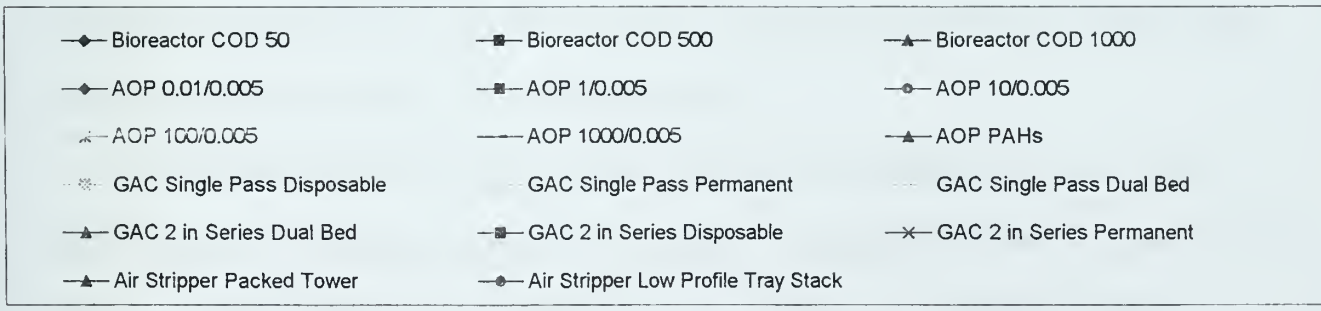 Bioreactor COD 50 Bioreactor COD 500 Bioreactor COD 1000
AOP 0.01/0.005 AOP 1/0.005 AOP 10/0.005
AOP 100/0.005 AOP 1000/0.005 AOP PAHs
GAC Single Pass Disposable GAC Single Pass Permanent GAC Single Pass Dual Bed
GAC 2 in Series Dual Bed GAC 2 in Series Disposable GAC 2 in Series Permanent
Air Stripper Packed Tower Air Stripper Low Profile Tray Stack